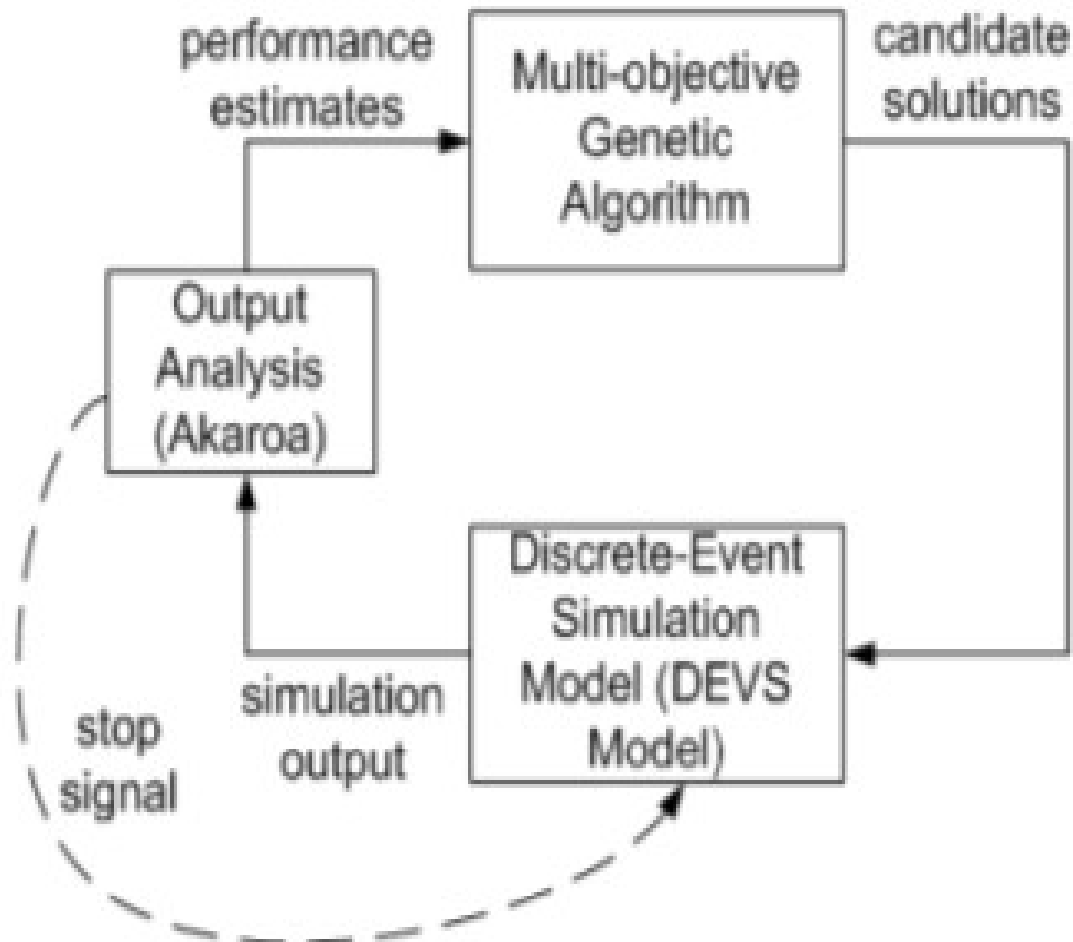 performance
estimates
Multi-objective
Genetic
Algorithm
candidate
solutions
Output
Analysis
(Akaroa)
Discrete-Event
Simulation
Model (DEVS
Model)
simulation
output
stop
signal